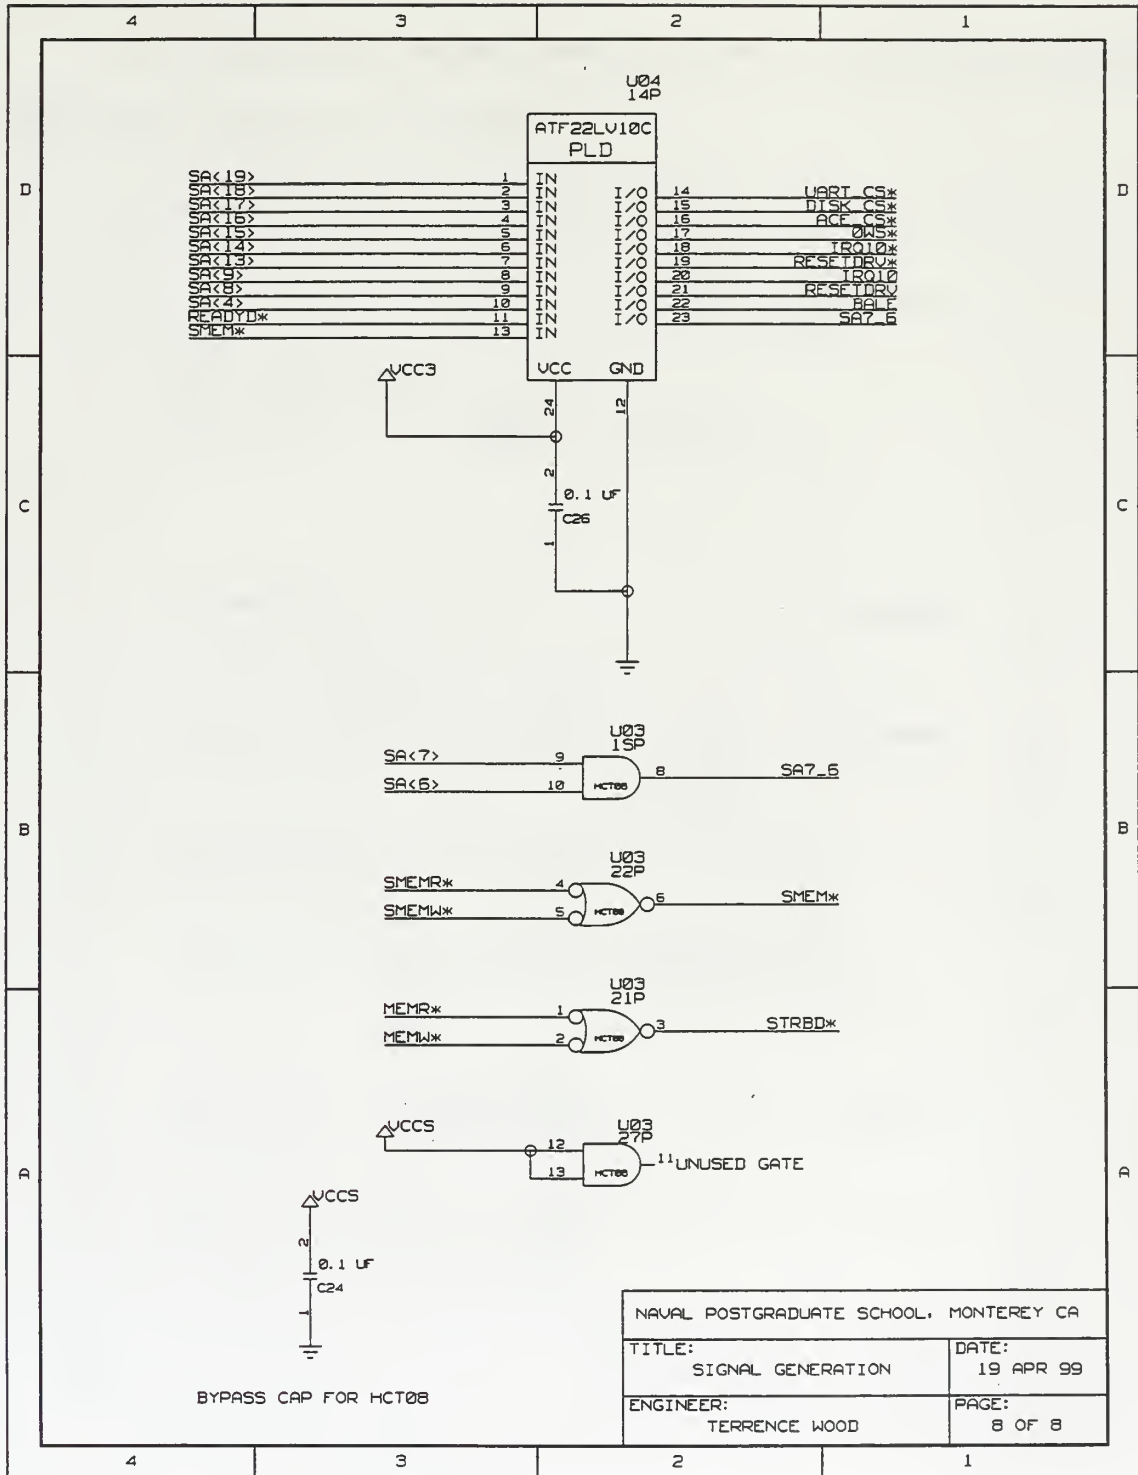 4 3 2 1
U04
14P
ATF22LV10C
PLD
D D
SA<19> 1 IN
SA<18> 2 IN I/O 14 UART_CS*
SA<17> 3 IN I/O 15 DISK_CS*
SA<16> 4 IN I/O 16 ACE_CS*
SA<15> 5 IN I/O 17 0WS*
SA<14> 6 IN I/O 18 IRQ10*
SA<13> 7 IN I/O 19 RESETDRV*
SA<9> 8 IN I/O 20 IRQ10
SA<8> 9 IN I/O 21 RESETDRV
SA<4> 10 IN I/O 22 BALE
READYD* 11 IN I/O 23 SA7_6
SMEM* 13 IN
VCC GND
VCC3
24 12
2
0.1 UF
C C
C26
1
U03
1SP
SA<7> 9
8 SA7_6
SA<6> 10 HCT08
B B
U03
22P
SMEMR* 4
6 SMEM*
SMEMW* 5 HCT08
U03
21P
MEMR* 1
3 STRBD*
MEMW* 2 HCT08
VCC5
U03
27P
12
11 UNUSED GATE
13 HCT08
A A
VCC5
2
0.1 UF
C24
1
BYPASS CAP FOR HCT08
NAVAL POSTGRADUATE SCHOOL, MONTEREY CA
TITLE: DATE:
SIGNAL GENERATION 19 APR 99
ENGINEER: PAGE:
TERRENCE WOOD 8 OF 8
4 3 2 1